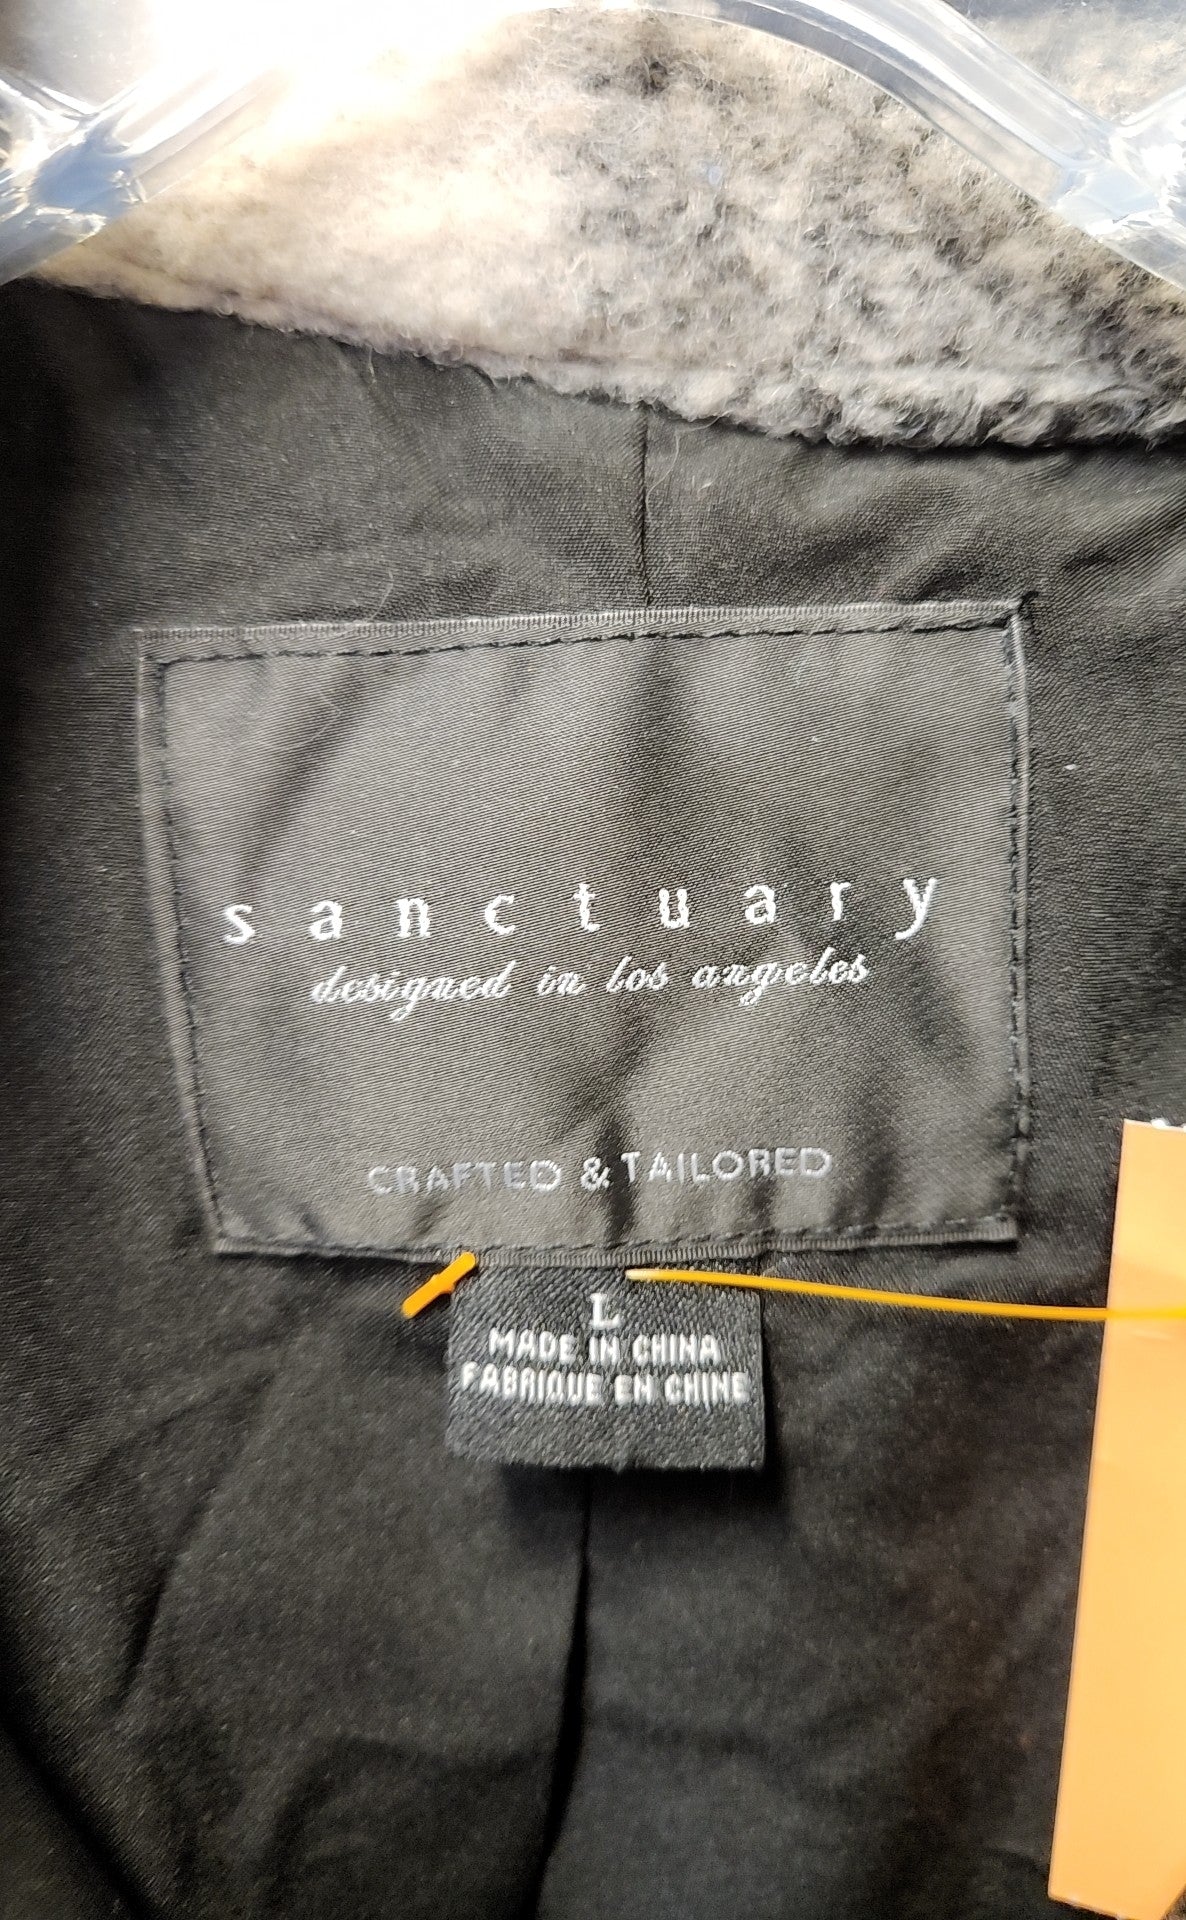 sanctuary
designed in los angeles
CRAFTED & TAILORED
L
MADE IN CHINA
FABRIQUE EN CHINE